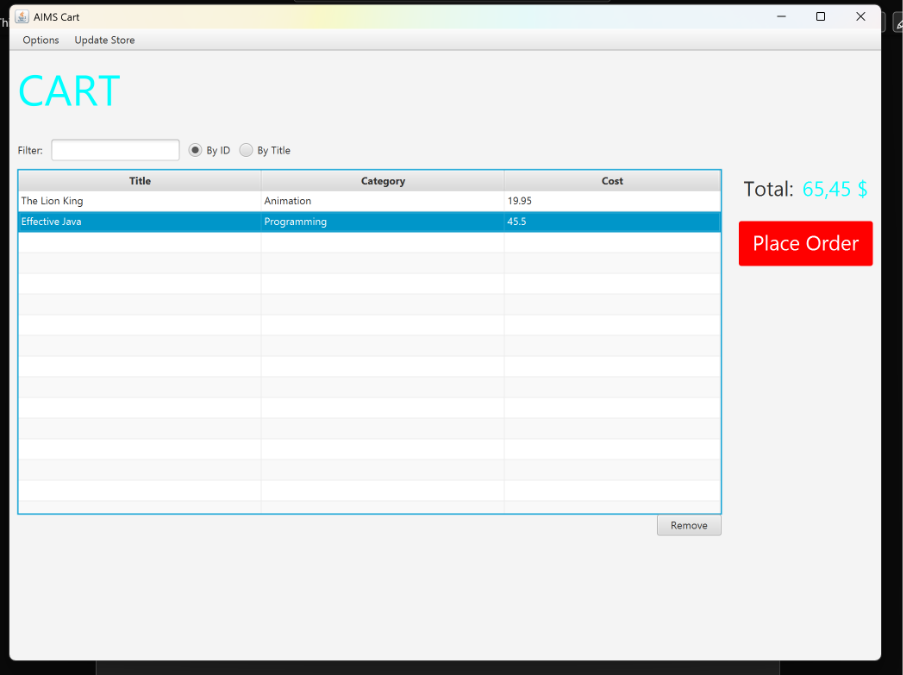 AIMS Cart
Options Update Store
CART
Filter: By ID By Title
Title Category Cost
The Lion King Animation 19.95
Effective Java Programming 45.5
Total: 65,45 $
Place Order
Remove